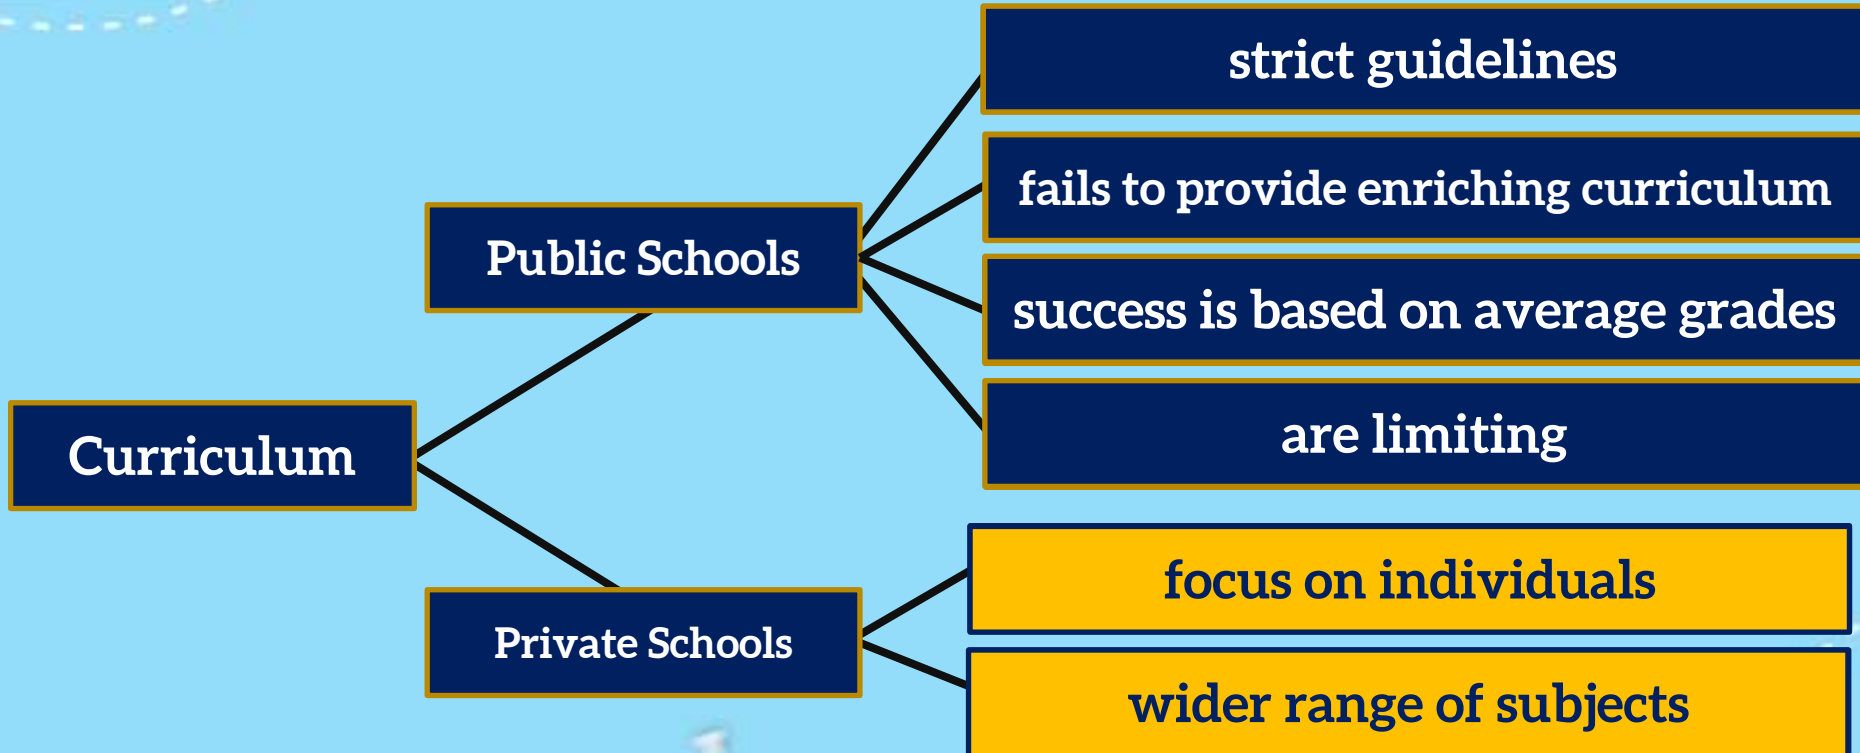 strict guidelines
fails to provide enriching curriculum
Public Schools
success is based on average grades
are limiting
Curriculum
focus on individuals
Private Schools
wider range of subjects